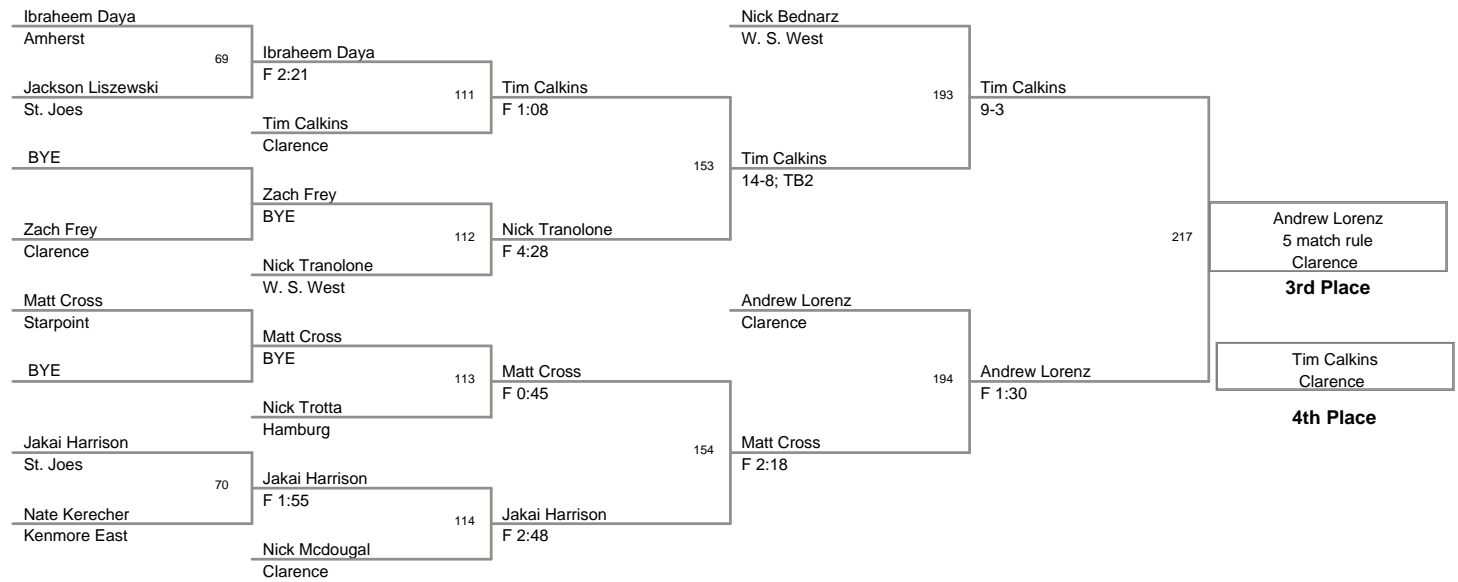 Ibraheem Daya
Amherst
69
Jackson Liszewski
St. Joes
BYE
Zach Frey
Clarence
Matt Cross
Starpoint
BYE
Jakai Harrison
St. Joes
70
Nate Kerecher
Kenmore East
Ibraheem Daya
F 2:21
111
Tim Calkins
Clarence
Zach Frey
BYE
112
Nick Tranolone
W. S. West
Matt Cross
BYE
113
Nick Trotta
Hamburg
Jakai Harrison
F 1:55
114
Nick Mcdougal
Clarence
Tim Calkins
F 1:08
153
Nick Tranolone
F 4:28
Matt Cross
F 0:45
154
Jakai Harrison
F 2:48
Nick Bednarz
W. S. West
193
Tim Calkins
14-8; TB2
Andrew Lorenz
Clarence
194
Matt Cross
F 2:18
Tim Calkins
9-3
217
Andrew Lorenz
F 1:30
Andrew Lorenz
5 match rule
Clarence
3rd Place
Tim Calkins
Clarence
4th Place